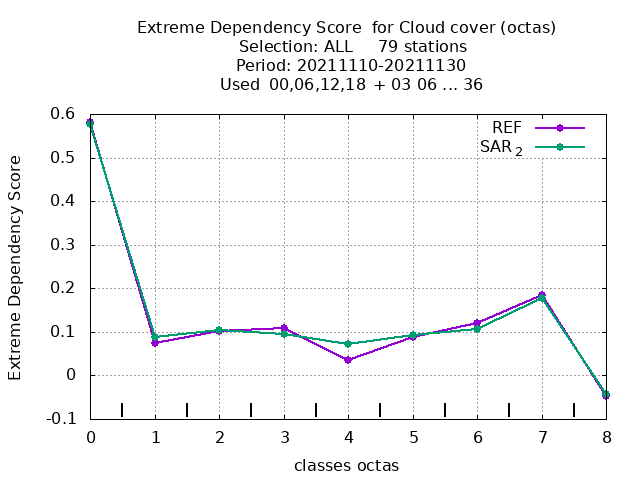 Extreme Dependency Score  for Cloud cover (octas)
Selection: ALL     79 stations
Period: 20211110-20211130
Used  00,06,12,18  + 03 06 ... 36
REF
SAR 2
Extreme Dependency Score
0.6
0.5
0.4
0.3
0.2
0.1
0
-0.1
0 1 2 3 4 5 6 7 8
classes octas